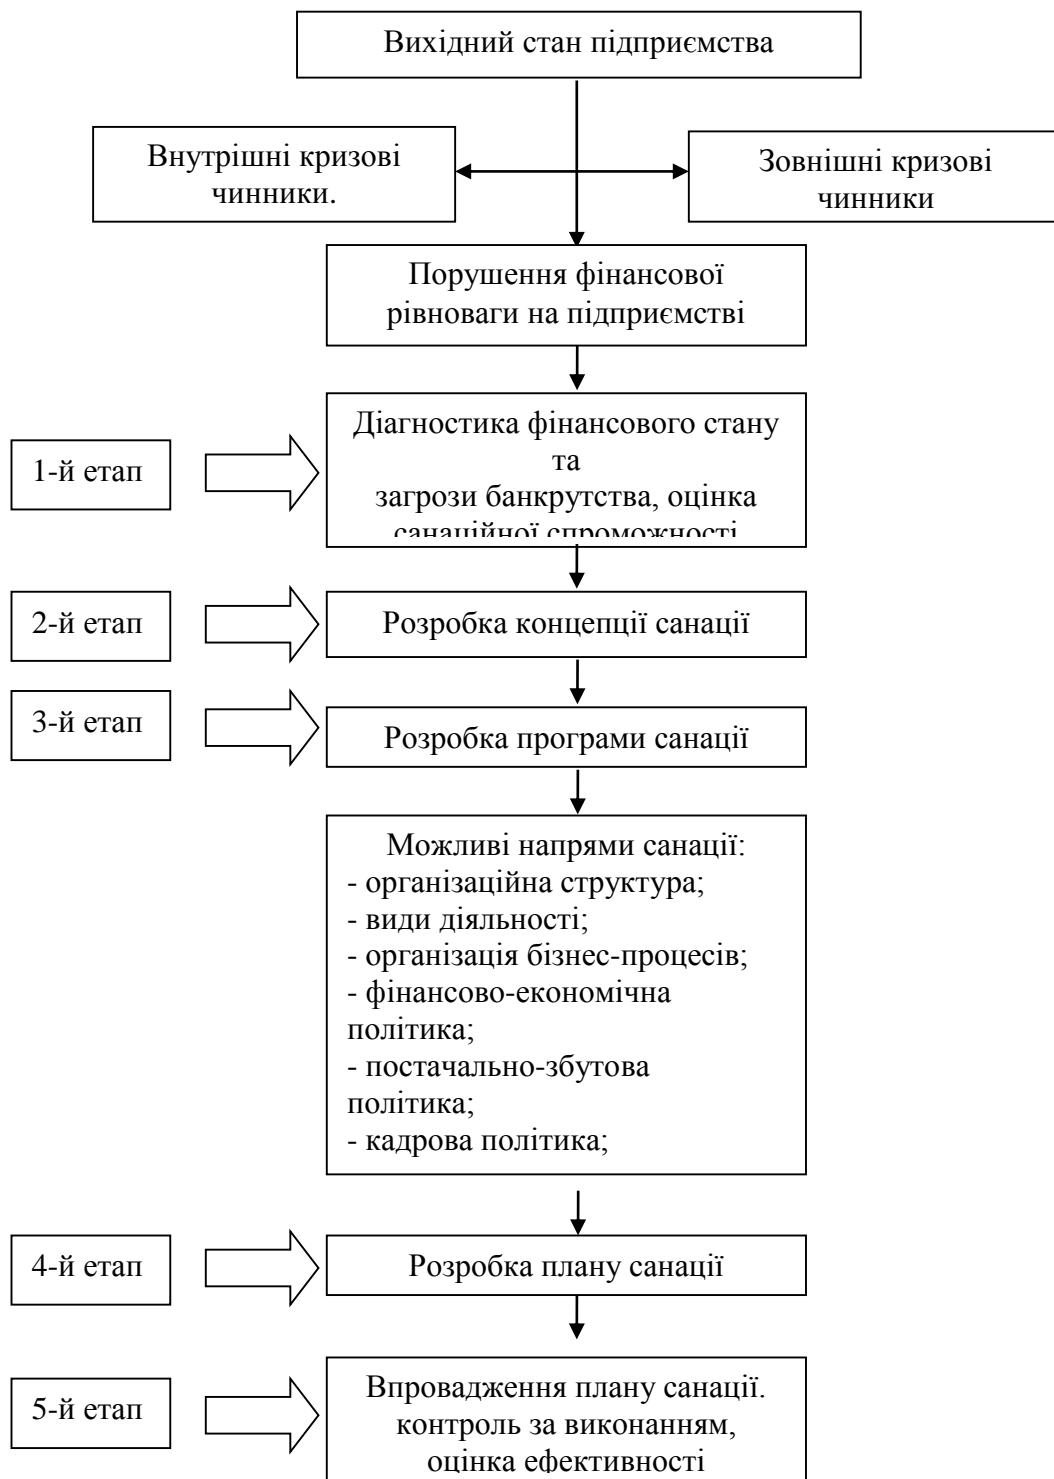 Вихідний стан підприємства
Внутрішні кризові
чинники.
Зовнішні кризові
чинники
Порушення фінансової
рівноваги на підприємстві
1-й етап
Діагностика фінансового стану
та
загрози банкрутства, оцінка
санаційної спроможності
2-й етап
Розробка концепції санації
3-й етап
Розробка програми санації
Можливі напрями санації:
- організаційна структура;
- види діяльності;
- організація бізнес-процесів;
- фінансово-економічна
політика;
- постачально-збутова
політика;
- кадрова політика;
4-й етап
Розробка плану санації
5-й етап
Впровадження плану санації.
контроль за виконанням,
оцінка ефективності